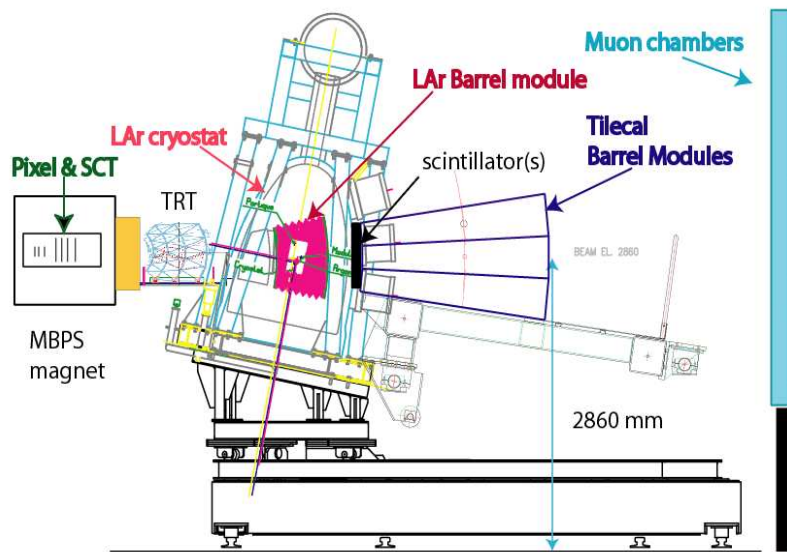 Muon chambers
LAr Barrel module
LAr cryostat
Tilecal
Barrel Modules
scintillator(s)
Pixel & SCT
TRT
BEAM EL. 2860
MBPS
magnet
2860 mm